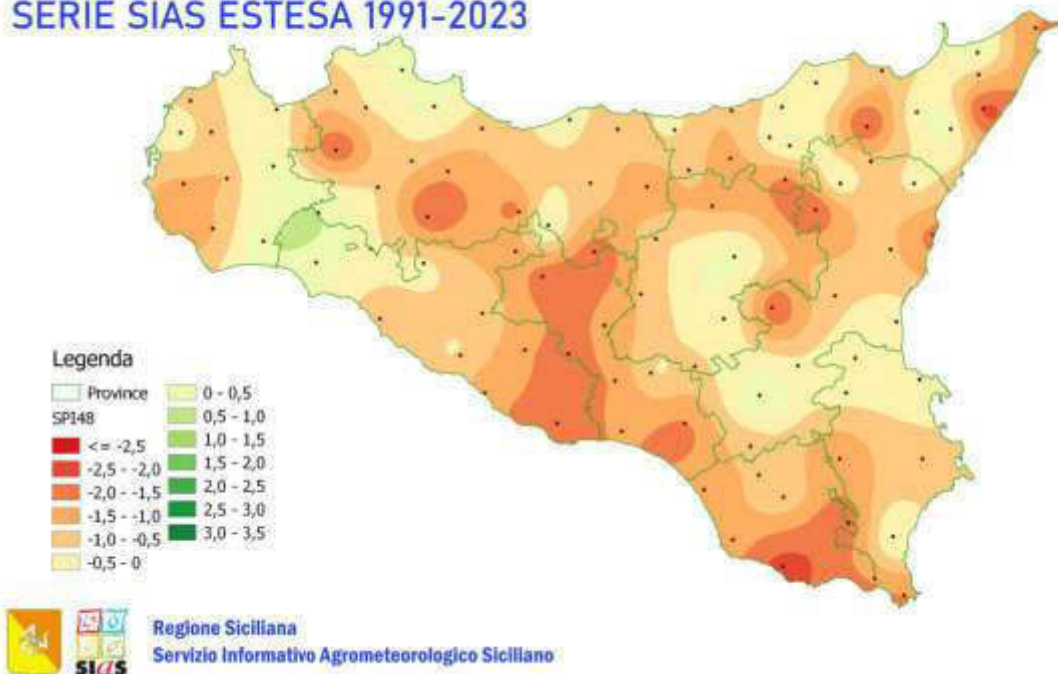 SERIE SIAS ESTESA 1991-2023
Legenda
Province
SPI48
<= -2,5
-2,5 - -2,0
-2,0 - -1,5
-1,5 - -1,0
-1,0 - -0,5
-0,5 - 0
0 - 0,5
0,5 - 1,0
1,0 - 1,5
1,5 - 2,0
2,0 - 2,5
2,5 - 3,0
3,0 - 3,5
SIAS
Regione Siciliana
Servizio Informativo Agrometeorologico Siciliano